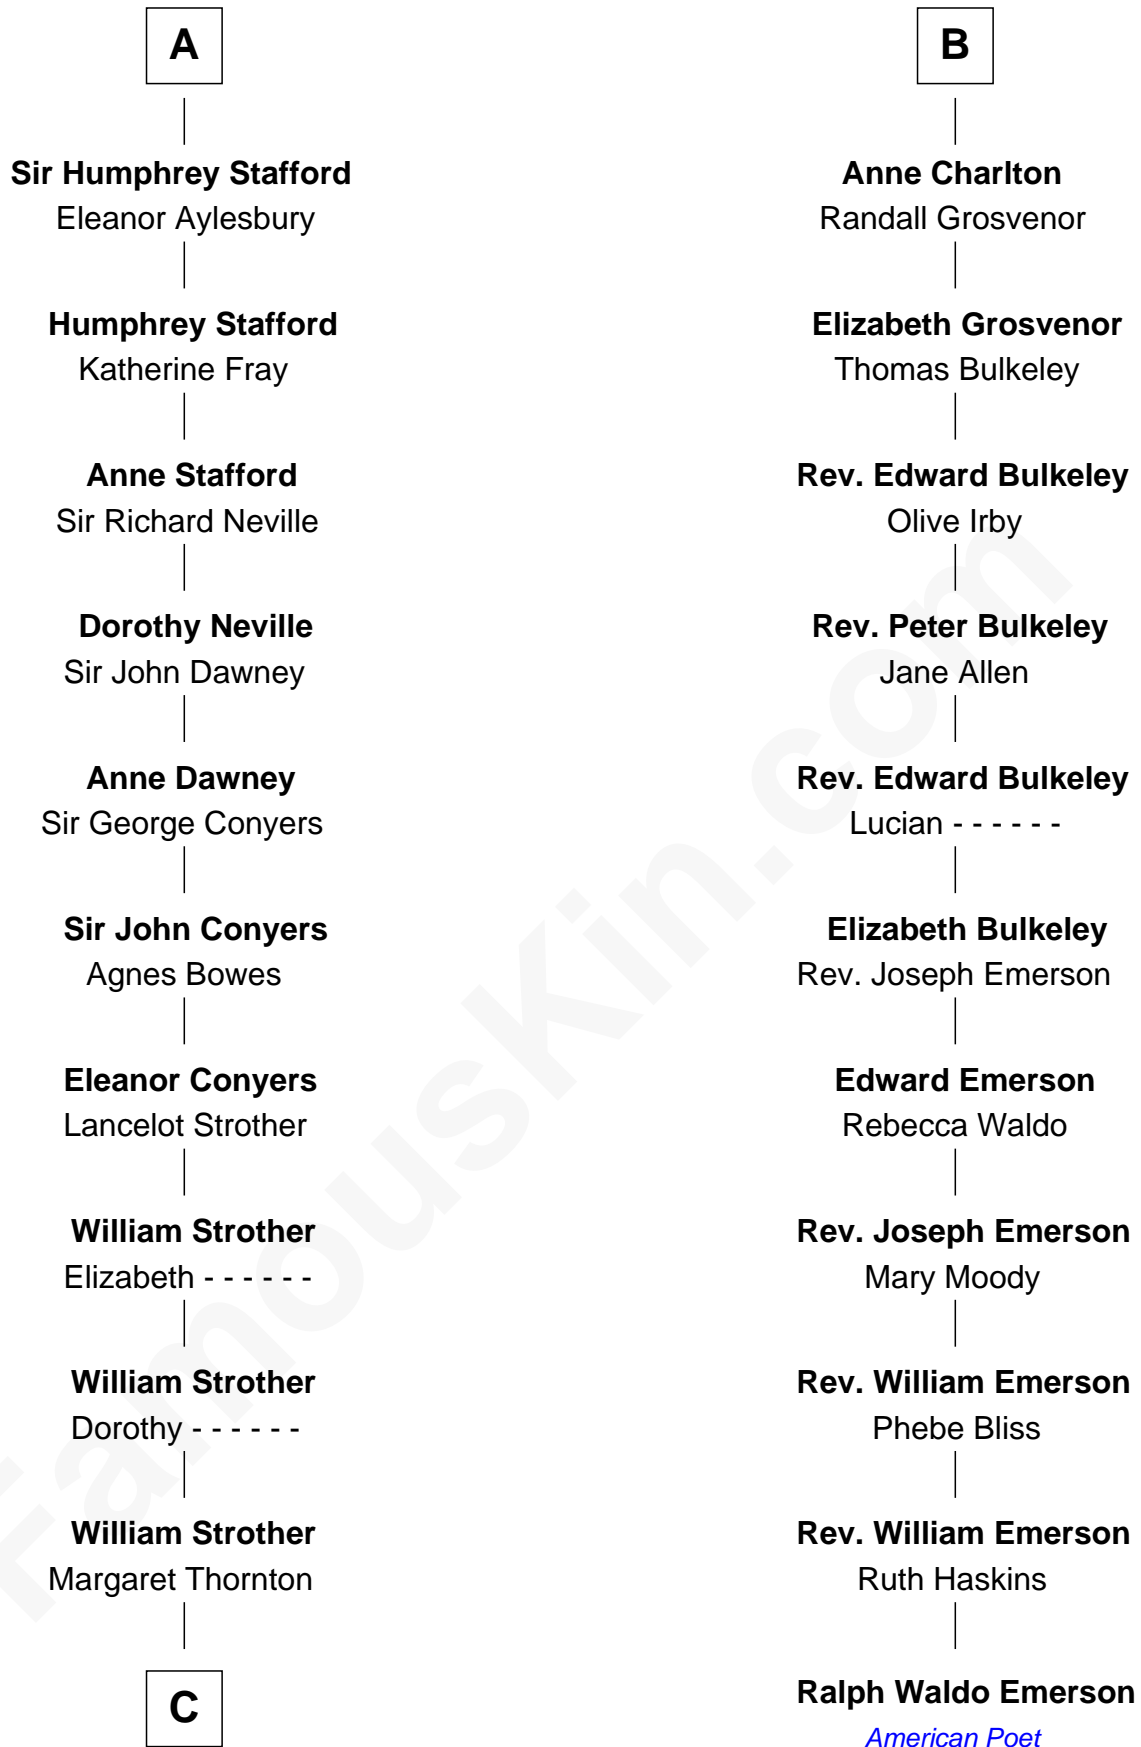 A
Sir Humphrey Stafford
Eleanor Aylesbury
Humphrey Stafford
Katherine Fray
Anne Stafford
Sir Richard Neville
Dorothy Neville
Sir John Dawney
Anne Dawney
Sir George Conyers
Sir John Conyers
Agnes Bowes
Eleanor Conyers
Lancelot Strother
William Strother
Elizabeth - - - - - -
William Strother
Dorothy - - - - - -
William Strother
Margaret Thornton
C
B
Anne Charlton
Randall Grosvenor
Elizabeth Grosvenor
Thomas Bulkeley
Rev. Edward Bulkeley
Olive Irby
Rev. Peter Bulkeley
Jane Allen
Rev. Edward Bulkeley
Lucian - - - - - -
Elizabeth Bulkeley
Rev. Joseph Emerson
Edward Emerson
Rebecca Waldo
Rev. Joseph Emerson
Mary Moody
Rev. William Emerson
Phebe Bliss
Rev. William Emerson
Ruth Haskins
Ralph Waldo Emerson
American Poet
FamousKin.com